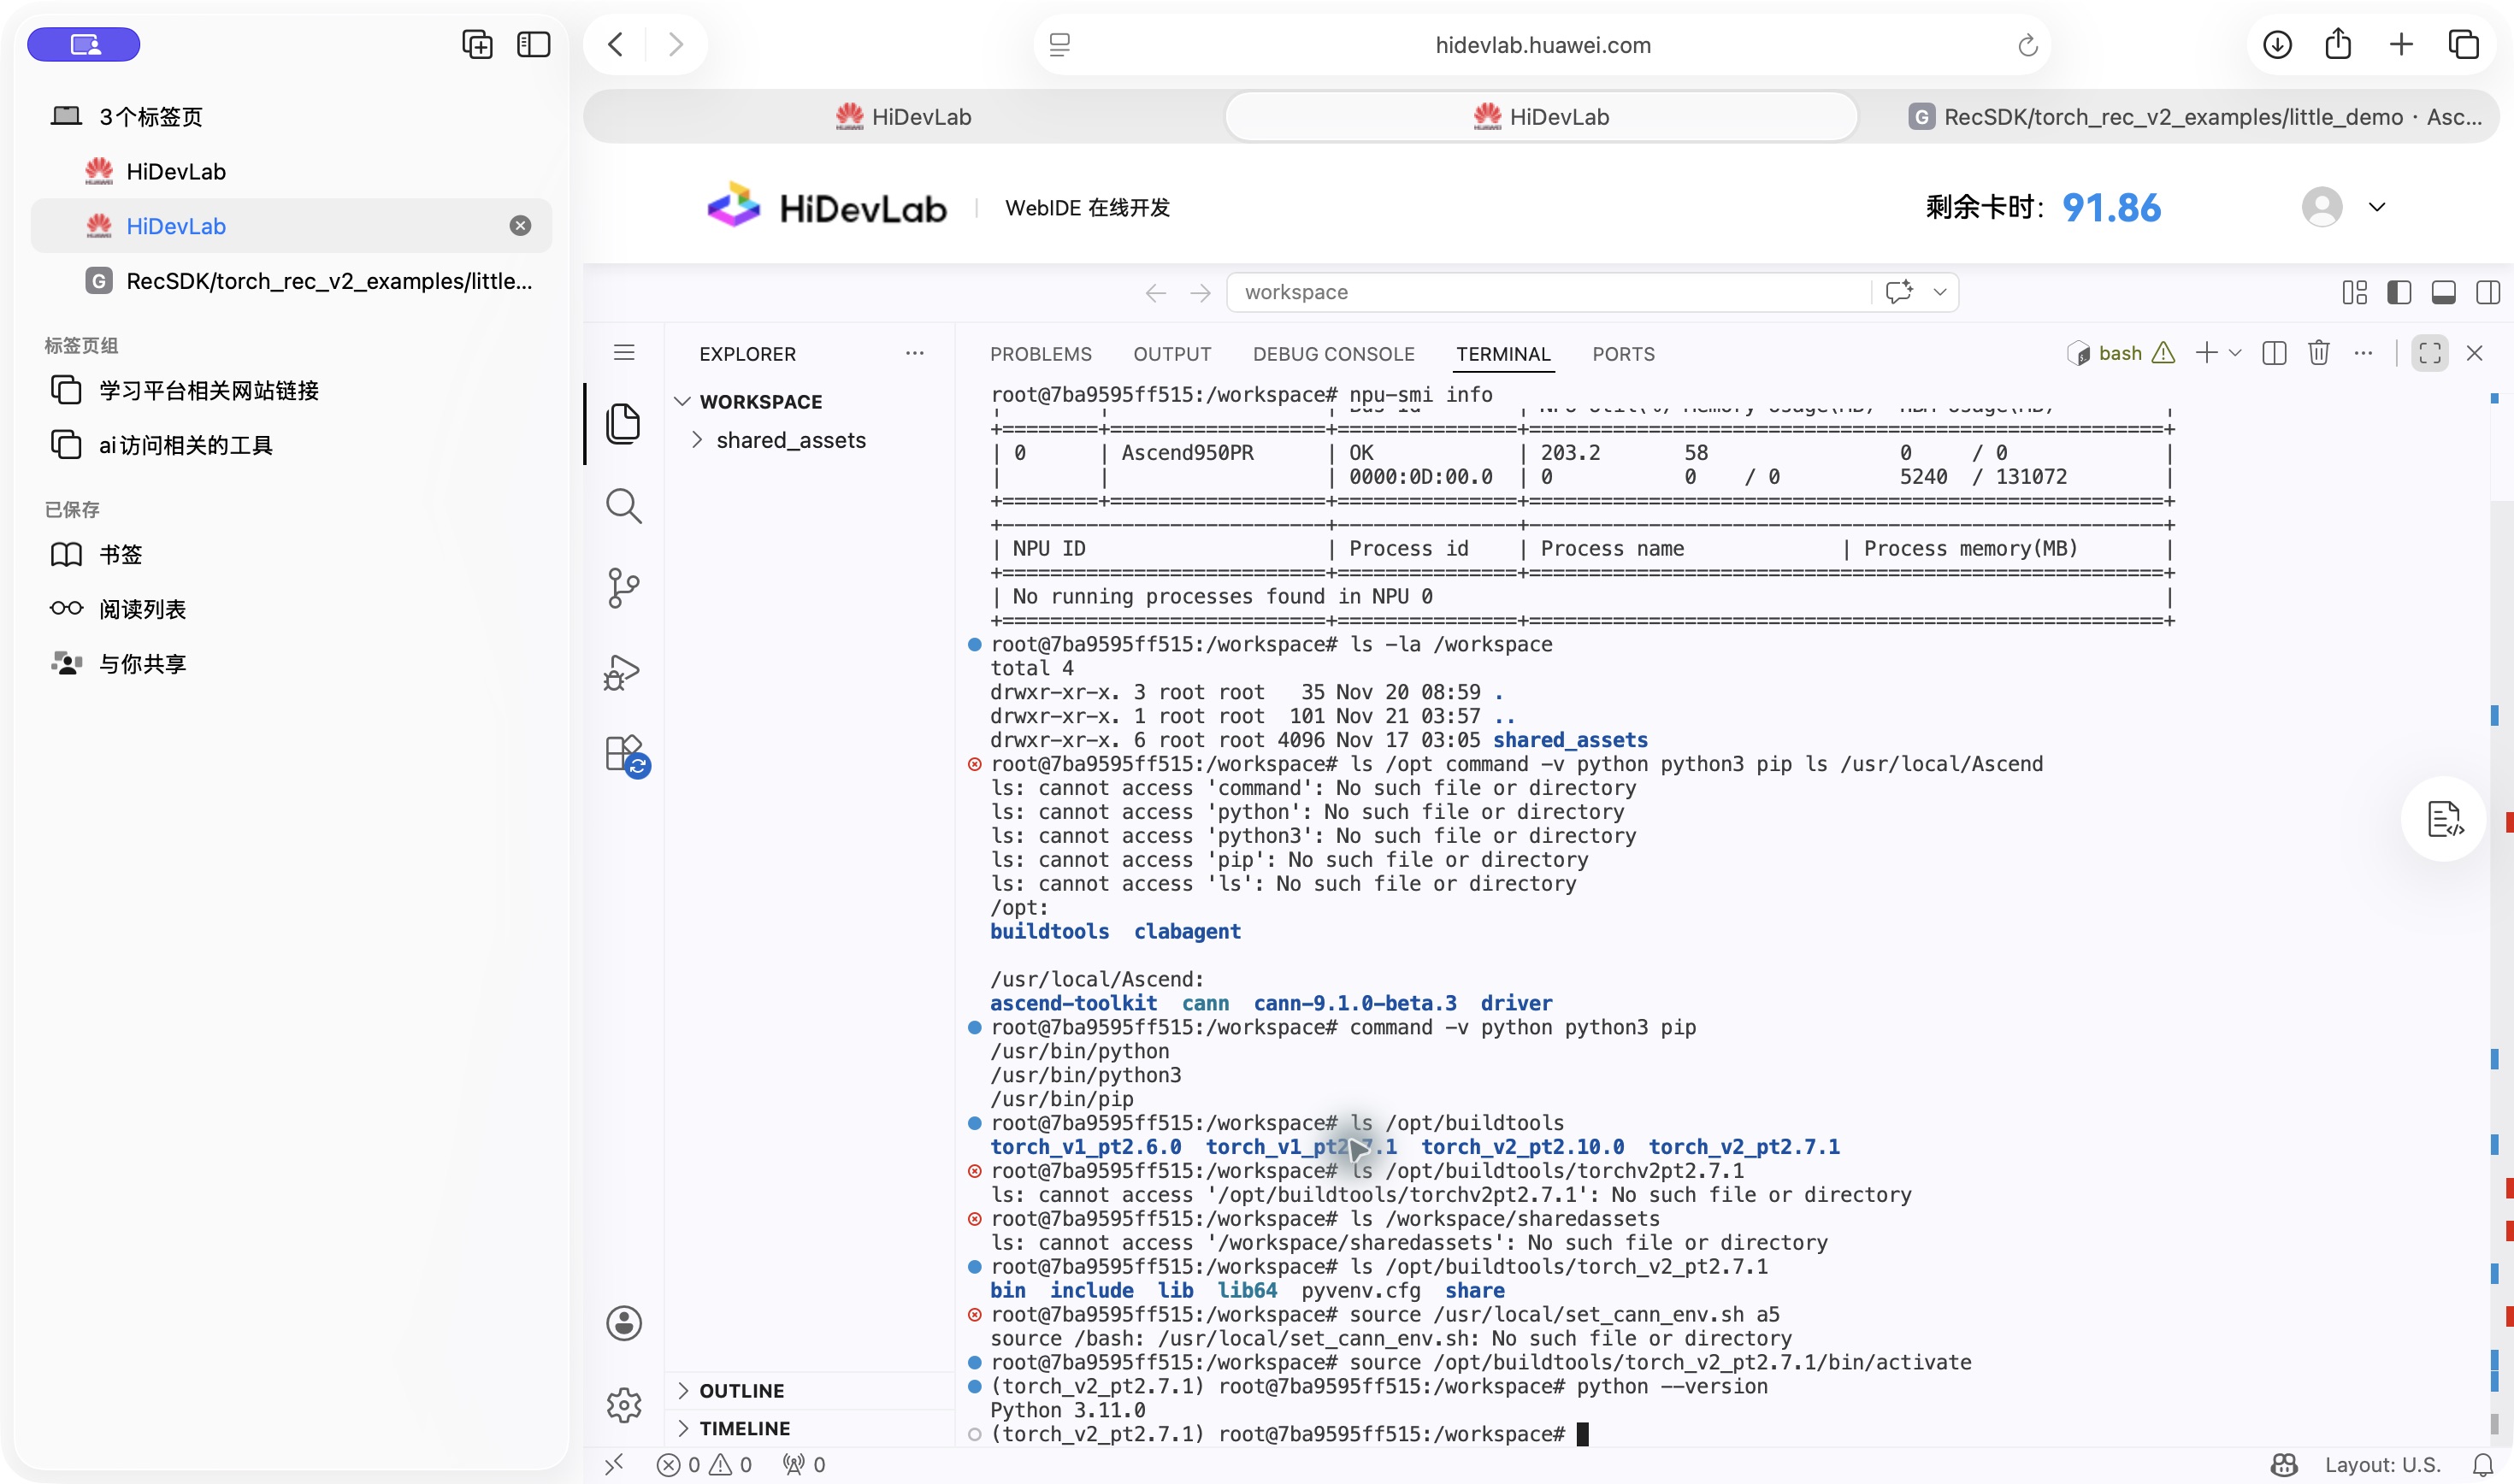 3个标签页
HiDevLab
HiDevLab
RecSDK/torch_rec_v2_examples/little...
标签页组
学习平台相关网站链接
ai访问相关的工具
已保存
书签
阅读列表
与你共享
hidevlab.huawei.com
HiDevLab
HiDevLab
RecSDK/torch_rec_v2_examples/little_demo · Asc...
HiDevLab
WebIDE 在线开发
剩余卡时: 91.86
workspace
EXPLORER
WORKSPACE
shared_assets
OUTLINE
TIMELINE
PROBLEMS OUTPUT DEBUG CONSOLE TERMINAL PORTS
bash
root@7ba9595ff515:/workspace# npu-smi info
+========+==================+===============+=====================================================+
| 0      | Ascend950PR      | OK            | 203.2       58                0     / 0             |
|        |                  | 0000:0D:00.0  | 0           0    / 0          5240  / 131072        |
+========+==================+===============+=====================================================+
+===========================+===============+=====================================================+
| NPU ID                    | Process id    | Process name             | Process memory(MB)       |
+===========================+===============+=====================================================+
| No running processes found in NPU 0                                                             |
+===========================+===============+=====================================================+
root@7ba9595ff515:/workspace# ls -la /workspace
total 4
drwxr-xr-x. 3 root root   35 Nov 20 08:59 .
drwxr-xr-x. 1 root root  101 Nov 21 03:57 ..
drwxr-xr-x. 6 root root 4096 Nov 17 03:05 shared_assets
root@7ba9595ff515:/workspace# ls /opt command -v python python3 pip ls /usr/local/Ascend
ls: cannot access 'command': No such file or directory
ls: cannot access 'python': No such file or directory
ls: cannot access 'python3': No such file or directory
ls: cannot access 'pip': No such file or directory
ls: cannot access 'ls': No such file or directory
/opt:
buildtools  clabagent
/usr/local/Ascend:
ascend-toolkit  cann  cann-9.1.0-beta.3  driver
root@7ba9595ff515:/workspace# command -v python python3 pip
/usr/bin/python
/usr/bin/python3
/usr/bin/pip
root@7ba9595ff515:/workspace# ls /opt/buildtools
torch_v1_pt2.6.0  torch_v1_pt2.7.1  torch_v2_pt2.10.0  torch_v2_pt2.7.1
root@7ba9595ff515:/workspace# ls /opt/buildtools/torchv2pt2.7.1
ls: cannot access '/opt/buildtools/torchv2pt2.7.1': No such file or directory
root@7ba9595ff515:/workspace# ls /workspace/sharedassets
ls: cannot access '/workspace/sharedassets': No such file or directory
root@7ba9595ff515:/workspace# ls /opt/buildtools/torch_v2_pt2.7.1
bin  include  lib  lib64  pyvenv.cfg  share
root@7ba9595ff515:/workspace# source /usr/local/set_cann_env.sh a5
source /bash: /usr/local/set_cann_env.sh: No such file or directory
root@7ba9595ff515:/workspace# source /opt/buildtools/torch_v2_pt2.7.1/bin/activate
(torch_v2_pt2.7.1) root@7ba9595ff515:/workspace# python --version
Python 3.11.0
(torch_v2_pt2.7.1) root@7ba9595ff515:/workspace#
0 0 0
Layout: U.S.